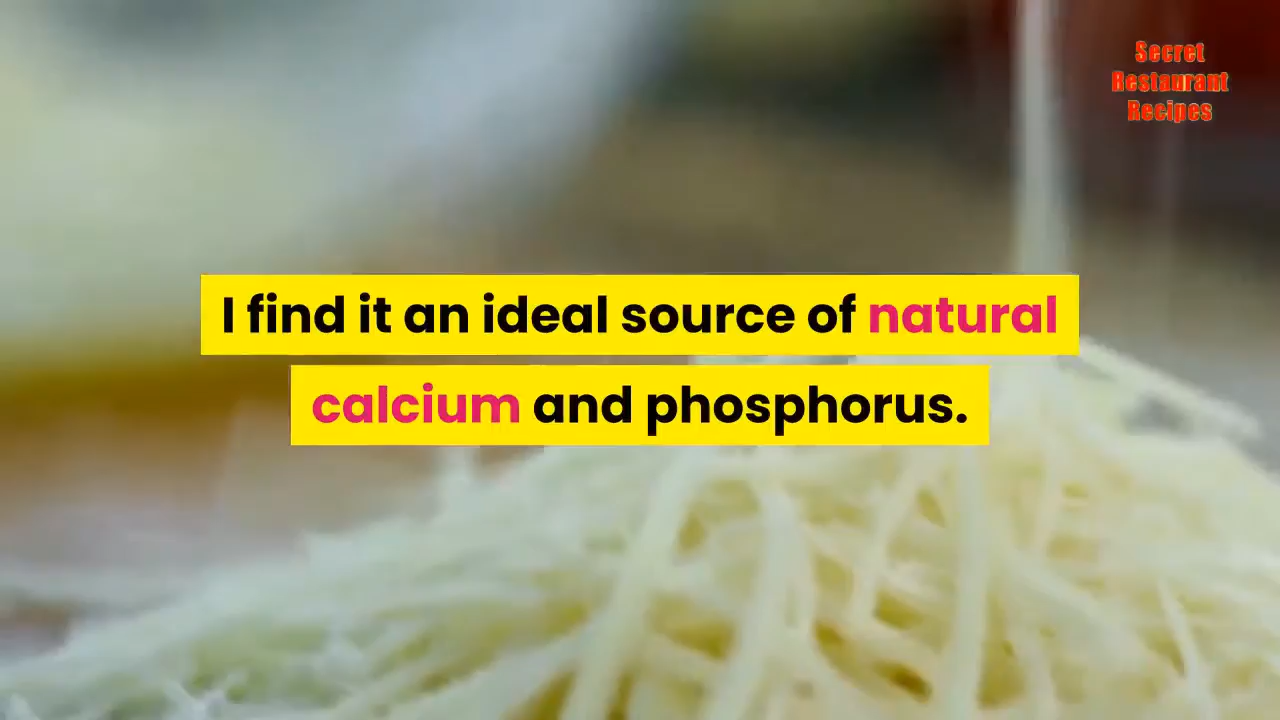 Secret
Restaurant
Recipes
I find it an ideal source of natural
calcium and phosphorus.